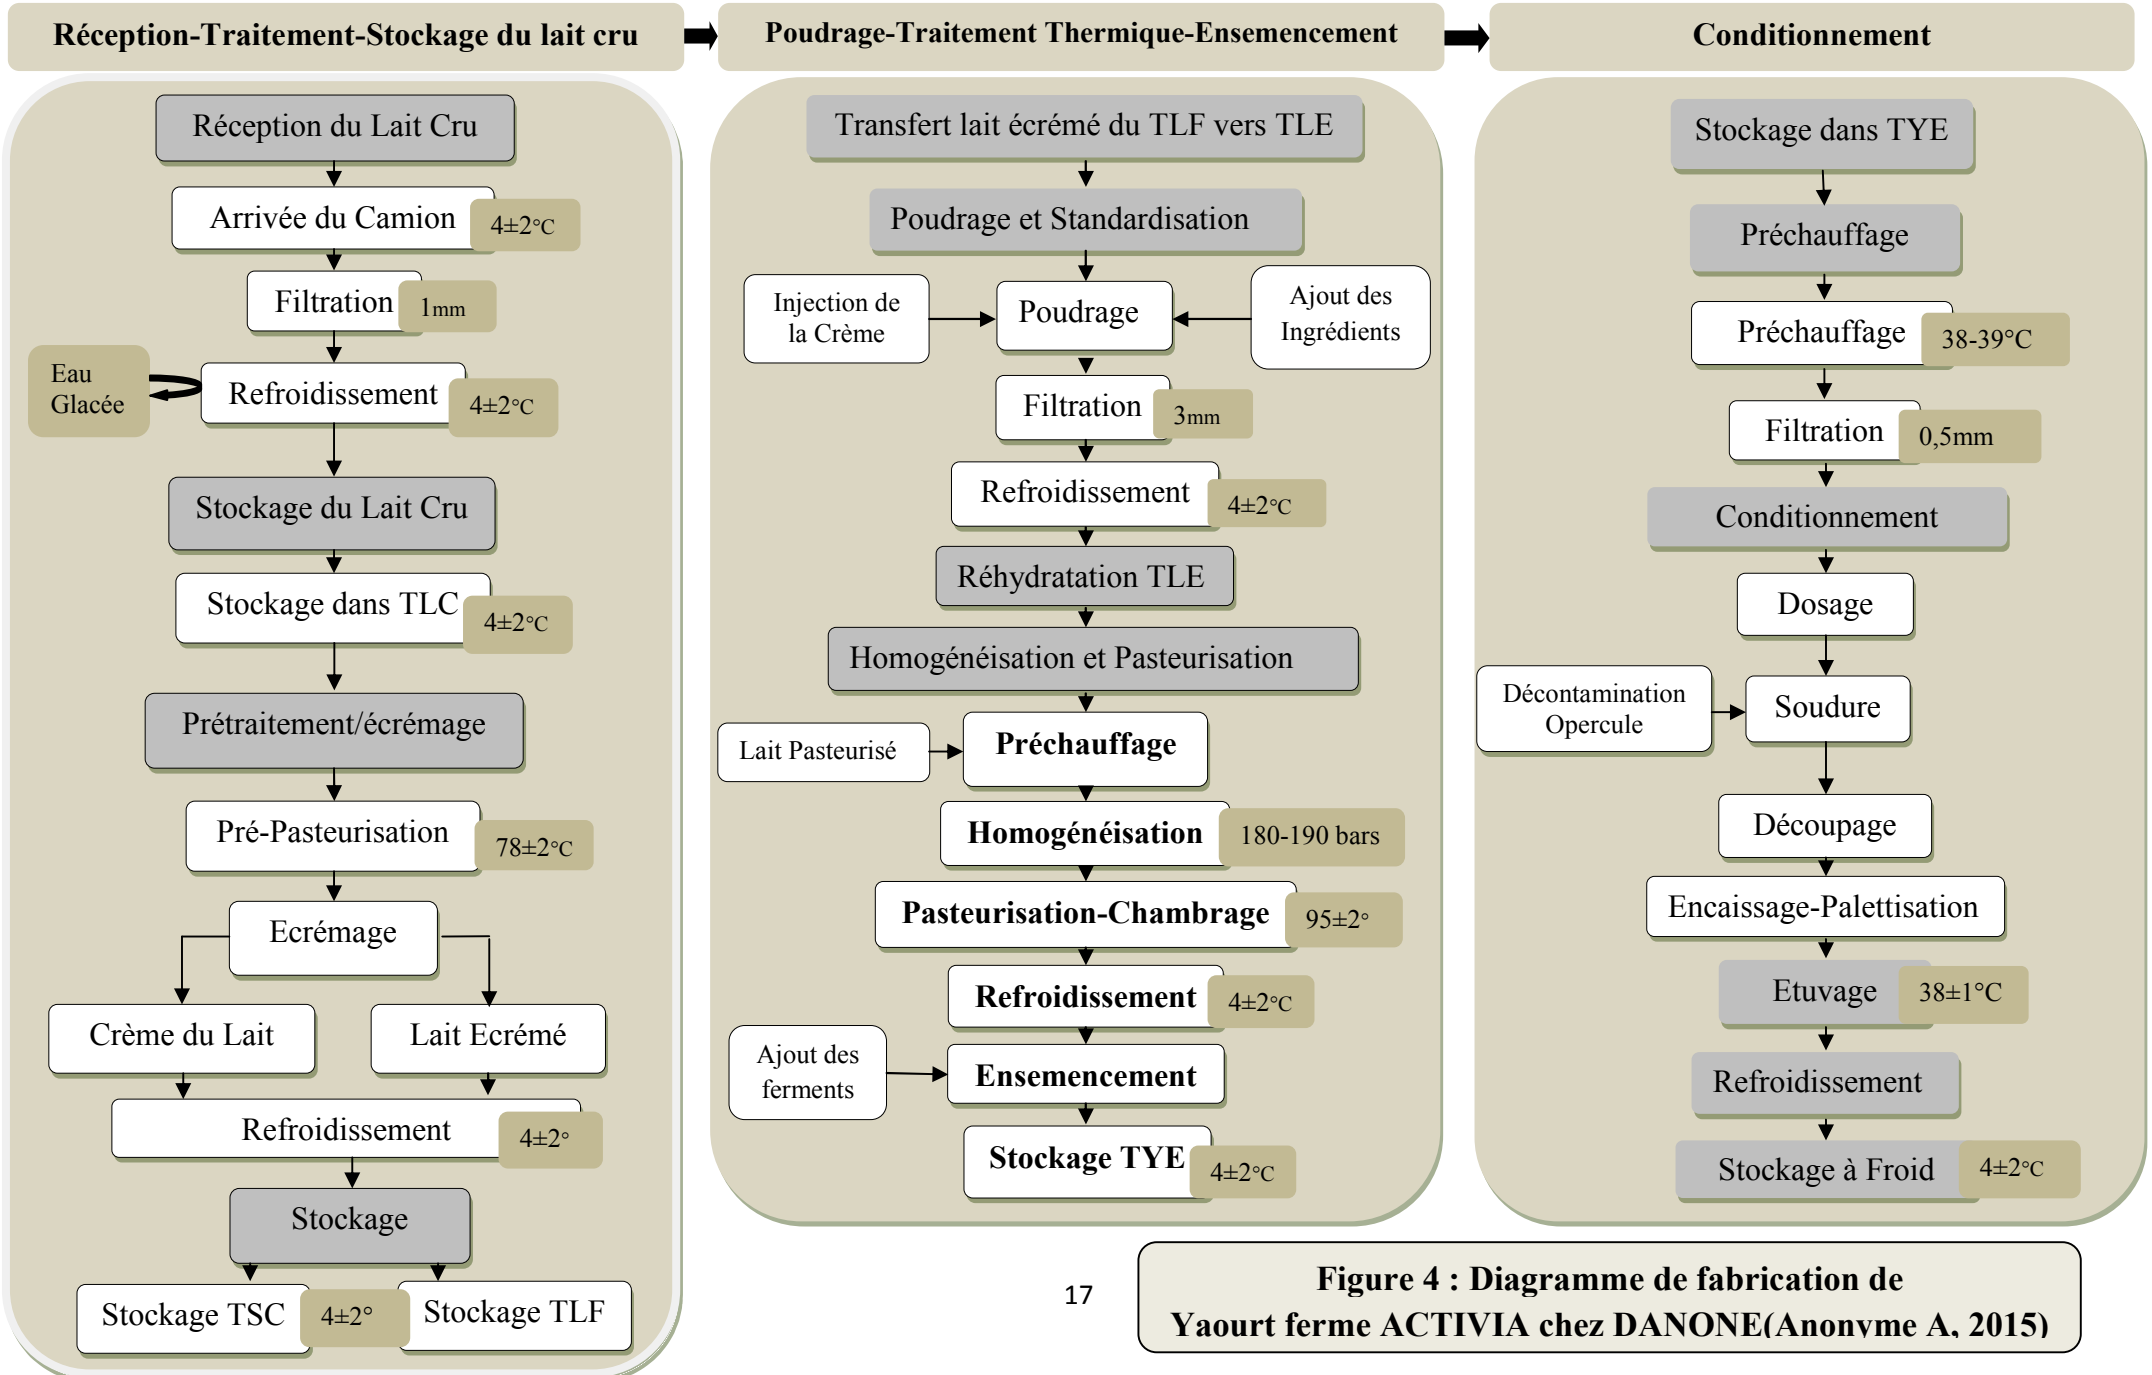 Réception-Traitement-Stockage du lait cru
Réception du Lait Cru
Arrivée du Camion
4±2°C
Filtration
1mm
Eau
Glacée
Refroidissement
4±2°C
Stockage du Lait Cru
Stockage dans TLC
4±2°C
Prétraitement/écrémage
Pré-Pasteurisation
78±2°C
Ecrémage
Crème du Lait
Lait Ecrémé
Refroidissement
4±2°
Stockage
Stockage TSC
4±2°
Stockage TLF
Poudrage-Traitement Thermique-Ensemencement
Transfert lait écrémé du TLF vers TLE
Poudrage et Standardisation
Injection de
la Crème
Poudrage
Ajout des
Ingrédients
Filtration
3mm
Refroidissement
4±2°C
Réhydratation TLE
Homogénéisation et Pasteurisation
Lait Pasteurisé
Préchauffage
Homogénéisation
180-190 bars
Pasteurisation-Chambrage
95±2°
Refroidissement
4±2°C
Ajout des
ferments
Ensemencement
Stockage TYE
4±2°C
Conditionnement
Stockage dans TYE
Préchauffage
Préchauffage
38-39°C
Filtration
0,5mm
Conditionnement
Dosage
Décontamination
Opercule
Soudure
Découpage
Encaissage-Palettisation
Etuvage
38±1°C
Refroidissement
Stockage à Froid
4±2°C
17
Figure 4 : Diagramme de fabrication de
Yaourt ferme ACTIVIA chez DANONE(Anonyme A, 2015)